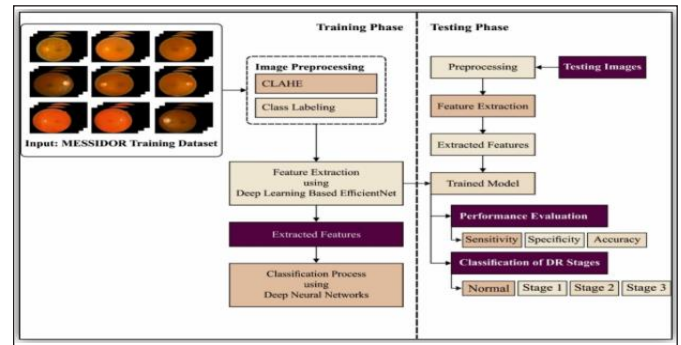 Training Phase
Testing Phase
Input: MESSIDOR Training Dataset
Image Preprocessing
CLAHE
Class Labeling
Feature Extraction
using
Deep Learning Based EfficientNet
Extracted Features
Classification Process
using
Deep Neural Networks
Preprocessing
Testing Images
Feature Extraction
Extracted Features
Trained Model
Performance Evaluation
Sensitivity Specificity Accuracy
Classification of DR Stages
Normal Stage 1 Stage 2 Stage 3